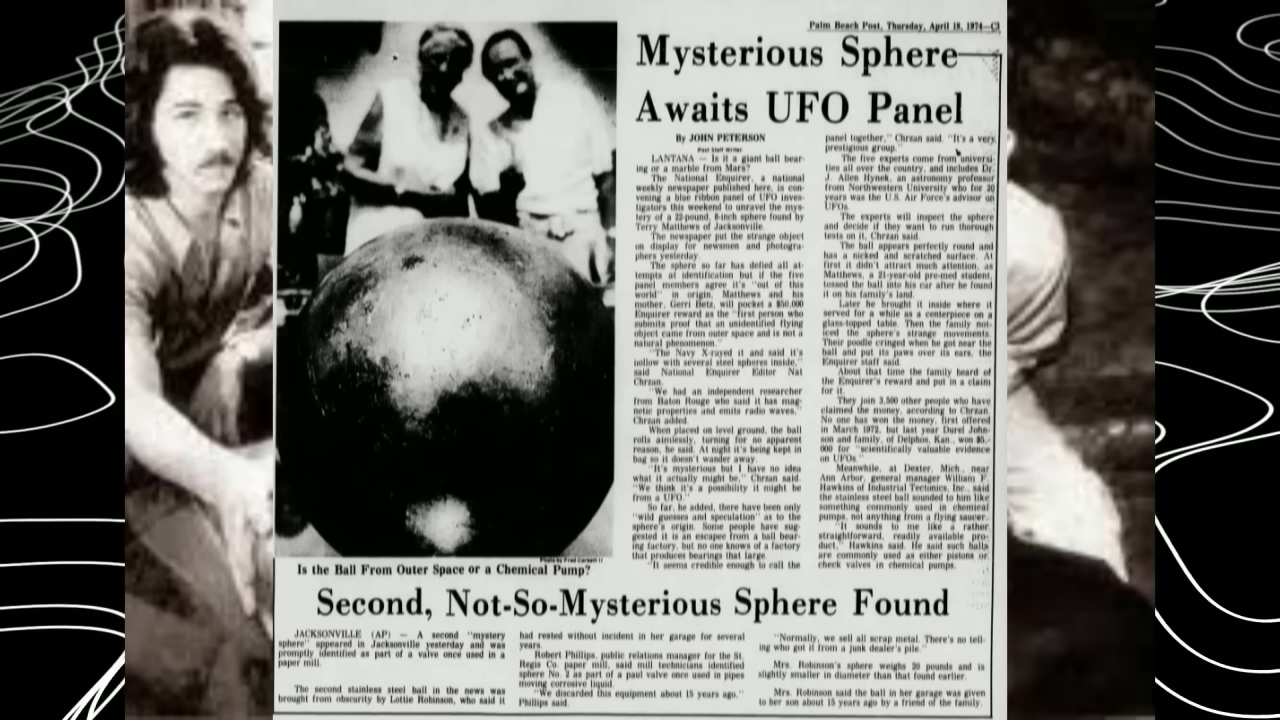 Palm Beach Post, Thursday, April 18, 1974—C3
Mysterious Sphere
Awaits UFO Panel
By JOHN PETERSON
Post Staff Writer
LANTANA — Is it a giant ball bear-
ing or a marble from Mars?
The National Enquirer, a national
weekly newspaper published here, is con-
vening a blue ribbon panel of UFO inves-
tigators this weekend to unravel the mys-
tery of a 22-pound, 8-inch sphere found by
Terry Matthews of Jacksonville.
The newspaper put the strange object
on display for newsmen and photogra-
phers yesterday.
The sphere so far has defied all at-
tempts at identification but if the five
panel members agree it's "out of this
world" in origin, Matthews and his
mother, Gerri Betz, will pocket a $50,000
Enquirer reward as the "first person who
submits proof that an unidentified flying
object came from outer space and is not a
natural phenomenon."
"The Navy X-rayed it and said it's
hollow with several steel spheres inside,"
said National Enquirer Editor Nat
Chrzan.
"We had an independent researcher
from Baton Rouge who said it has mag-
netic properties and emits radio waves,"
Chrzan added.
When placed on level ground, the ball
rolls aimlessly, turning for no apparent
reason, he said. At night it's being kept in
bag so it doesn't wander away.
"It's mysterious but I have no idea
what it actually might be," Chrzan said.
"We think it's a possibility it might be
from a UFO."
So far, he added, there have been only
"wild guesses and speculation" as to the
sphere's origin. Some people have sug-
gested it is an escapee from a ball bear-
ing factory, but no one knows of a factory
that produces bearings that large.
"It seems credible enough to call the
panel together," Chrzan said. "It's a very
prestigious group."
The five experts come from universi-
ties all over the country, and includes Dr.
J. Allen Hynek, an astronomy professor
from Northwestern University who for 20
years was the U.S. Air Force's advisor on
UFOs.
The experts will inspect the sphere
and decide if they want to run thorough
tests on it, Chrzan said.
The ball appears perfectly round and
has a nicked and scratched surface. At
first it didn't attract much attention, as
Matthews, a 21-year-old pre-med student,
tossed the ball into his car after he found
it on his family's land.
Later he brought it inside where it
served for a while as a centerpiece on a
glass-topped table. Then the family not-
iced the sphere's strange movements.
Their poodle cringed when he got near the
ball and put its paws over its ears, the
Enquirer staff said.
About that time the family heard of
the Enquirer's reward and put in a claim
for it.
They join 3,500 other people who have
claimed the money, according to Chrzan.
No one has won the money, first offered
in March 1972, but last year Durel John-
son and family, of Delphos, Kan., won $5,-
000 for "scientifically valuable evidence
on UFOs."
Meanwhile, at Dexter, Mich., near
Ann Arbor, general manager William F.
Hawkins of Industrial Tectonics, Inc., said
the stainless steel ball sounded to him like
something commonly used in chemical
pumps, not anything from a flying saucer.
"It sounds to me like a rather
straightforward, readily available pro-
duct," Hawkins said. He said such balls
are commonly used as either pistons or
check valves in chemical pumps.
Is the Ball From Outer Space or a Chemical Pump?
Second, Not-So-Mysterious Sphere Found
JACKSONVILLE (AP) — A second "mystery
sphere" appeared in Jacksonville yesterday and was
promptly identified as part of a valve once used in a
paper mill.
The second stainless steel ball in the news was
brought from obscurity by Lottie Robinson, who said it
had rested without incident in her garage for several
years.
Robert Phillips, public relations manager for the St.
Regis Co. paper mill, said mill technicians identified
sphere No. 2 as part of a paul valve once used in pipes
moving corrosive liquid.
"We discarded this equipment about 15 years ago,"
Phillips said.
"Normally, we sell all scrap metal. There's no tell-
ing who got it from a junk dealer's pile."
Mrs. Robinson's sphere weighs 20 pounds and is
slightly smaller in diameter than that found earlier.
Mrs. Robinson said the ball in her garage was given
to her son about 15 years ago by a friend of the family.